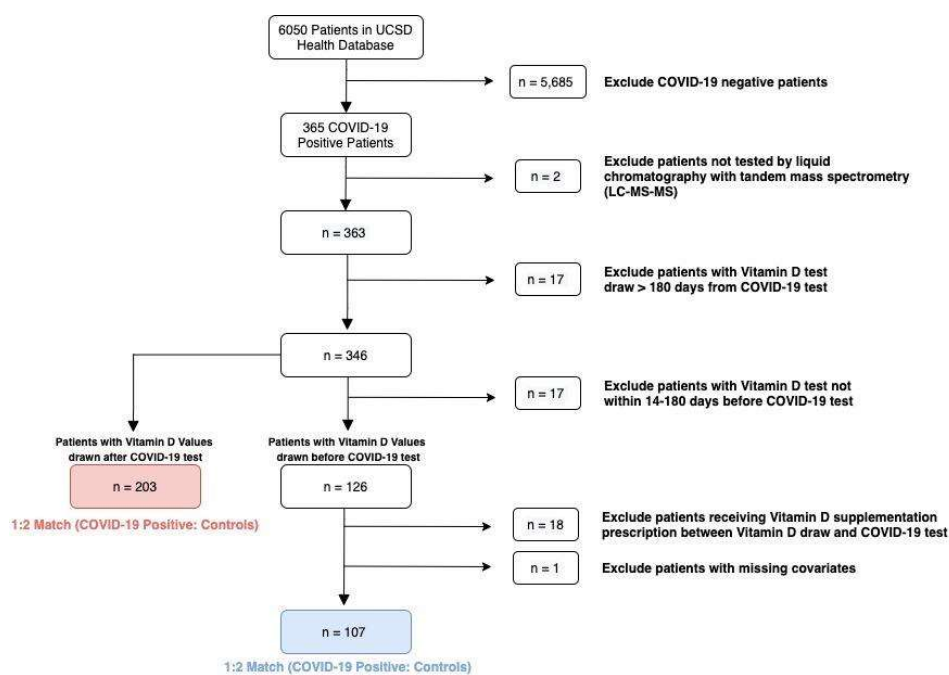 6050 Patients in UCSD
Health Database
n = 5,685
Exclude COVID-19 negative patients
365 COVID-19
Positive Patients
n = 2
Exclude patients not tested by liquid
chromatography with tandem mass spectrometry
(LC-MS-MS)
n = 363
n = 17
Exclude patients with Vitamin D test
draw > 180 days from COVID-19 test
n = 346
n = 17
Exclude patients with Vitamin D test not
within 14-180 days before COVID-19 test
Patients with Vitamin D Values
drawn after COVID-19 test
n = 203
1:2 Match (COVID-19 Positive: Controls)
Patients with Vitamin D Values
drawn before COVID-19 test
n = 126
n = 18
Exclude patients receiving Vitamin D supplementation
prescription between Vitamin D draw and COVID-19 test
n = 1
Exclude patients with missing covariates
n = 107
1:2 Match (COVID-19 Positive: Controls)